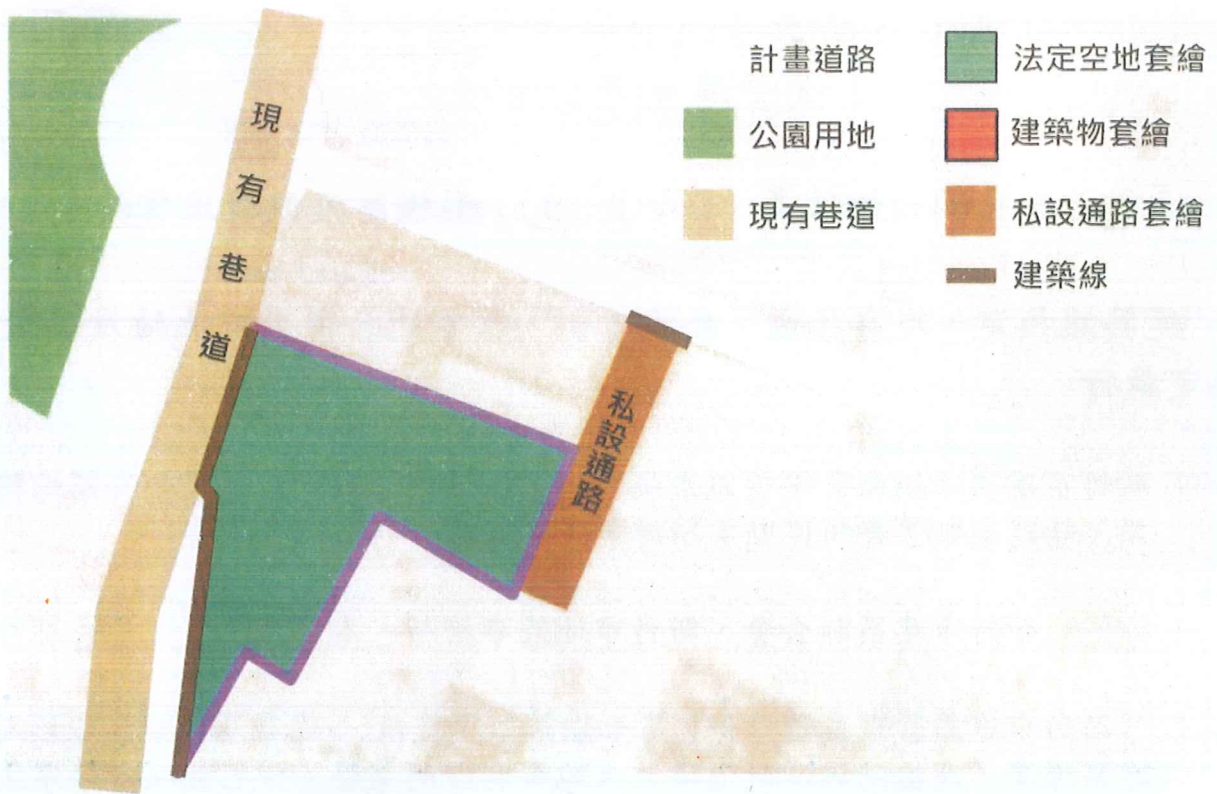 現有巷道
私設通路
計畫道路
公園用地
現有巷道
法定空地套繪
建築物套繪
私設通路套繪
建築線